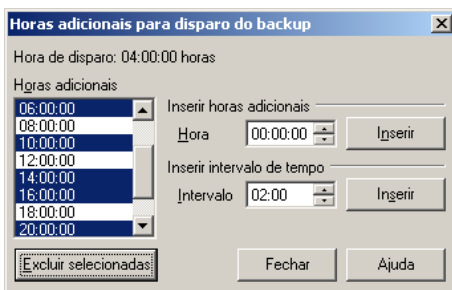 Horas adicionais para disparo do backup
Hora de disparo: 04:00:00 horas
Horas adicionais
06:00:00
08:00:00
10:00:00
12:00:00
14:00:00
16:00:00
18:00:00
20:00:00
Inserir horas adicionais
Hora 00:00:00 Inserir
Inserir intervalo de tempo
Intervalo 02:00 Inserir
Excluir selecionadas Fechar Ajuda